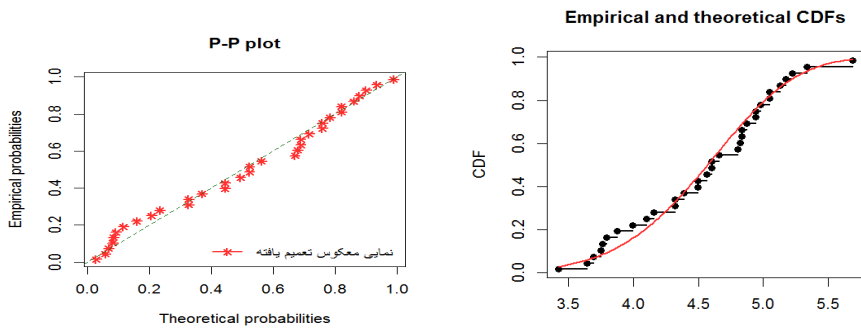 P-P plot
Empirical probabilities
1.0
0.8
0.6
0.4
0.2
0.0
نمایی معکوس تعمیم یافته
0.0 0.2 0.4 0.6 0.8 1.0
Theoretical probabilities
Empirical and theoretical CDFs
CDF
1.0
0.8
0.6
0.4
0.2
0.0
3.5 4.0 4.5 5.0 5.5